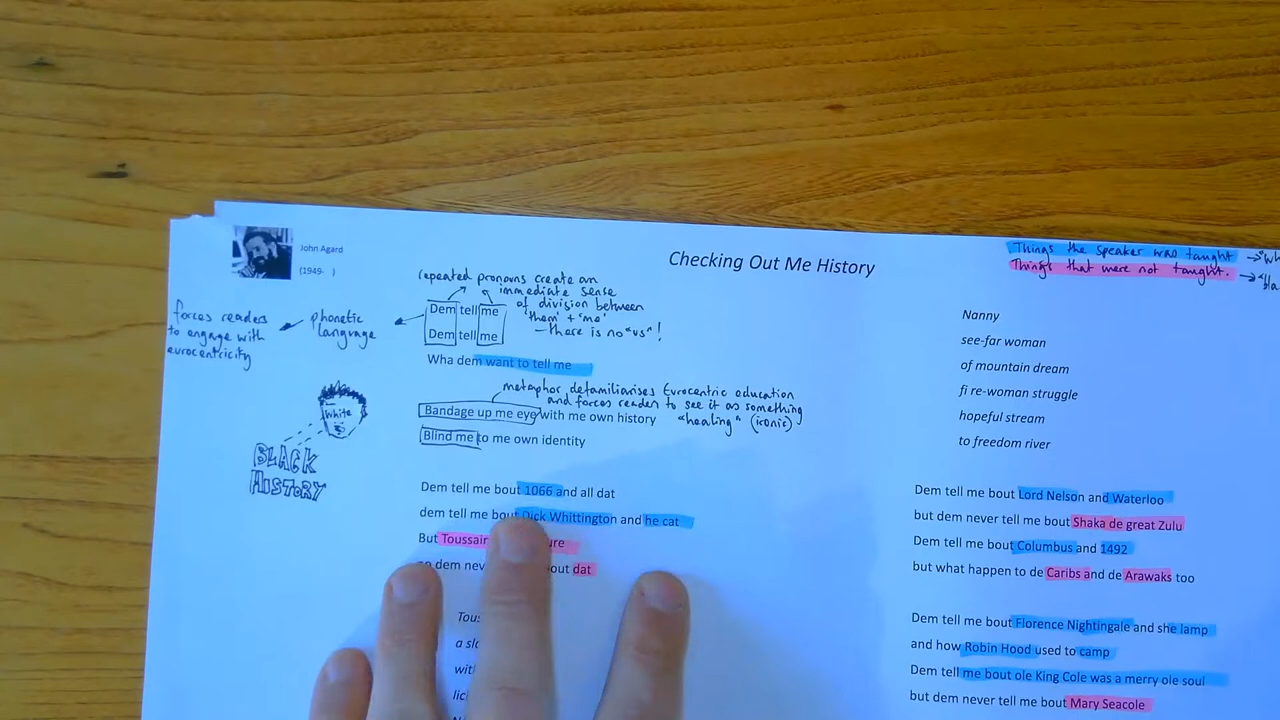 John Agard
(1949- )
Checking Out Me History
Things the speaker was taught
Things that were not taught.
repeated pronouns create an
immediate sense
of division between
"them" + "me"
— there is no "us"!
forces readers
to engage with
eurocentricity
phonetic
language
Dem tell me
Dem tell me
Wha dem want to tell me
metaphor defamiliarises Eurocentric education
and forces reader to see it as something
"healing" (iconic)
Bandage up me eye with me own history
Blind me to me own identity
White
BLACK
HISTORY
Dem tell me bout 1066 and all dat
dem tell me bout Dick Whittington and he cat
But
dem dat
a
Nanny
see-far woman
of mountain dream
fi re-woman struggle
hopeful stream
to freedom river
Dem tell me bout Lord Nelson and Waterloo
but dem never tell me bout Shaka de great Zulu
Dem tell me bout Columbus and 1492
but what happen to de Caribs and de Arawaks too
Dem tell me bout Florence Nightingale and she lamp
and how Robin Hood used to camp
Dem tell me bout ole King Cole was a merry ole soul
but dem never tell me bout Mary Seacole